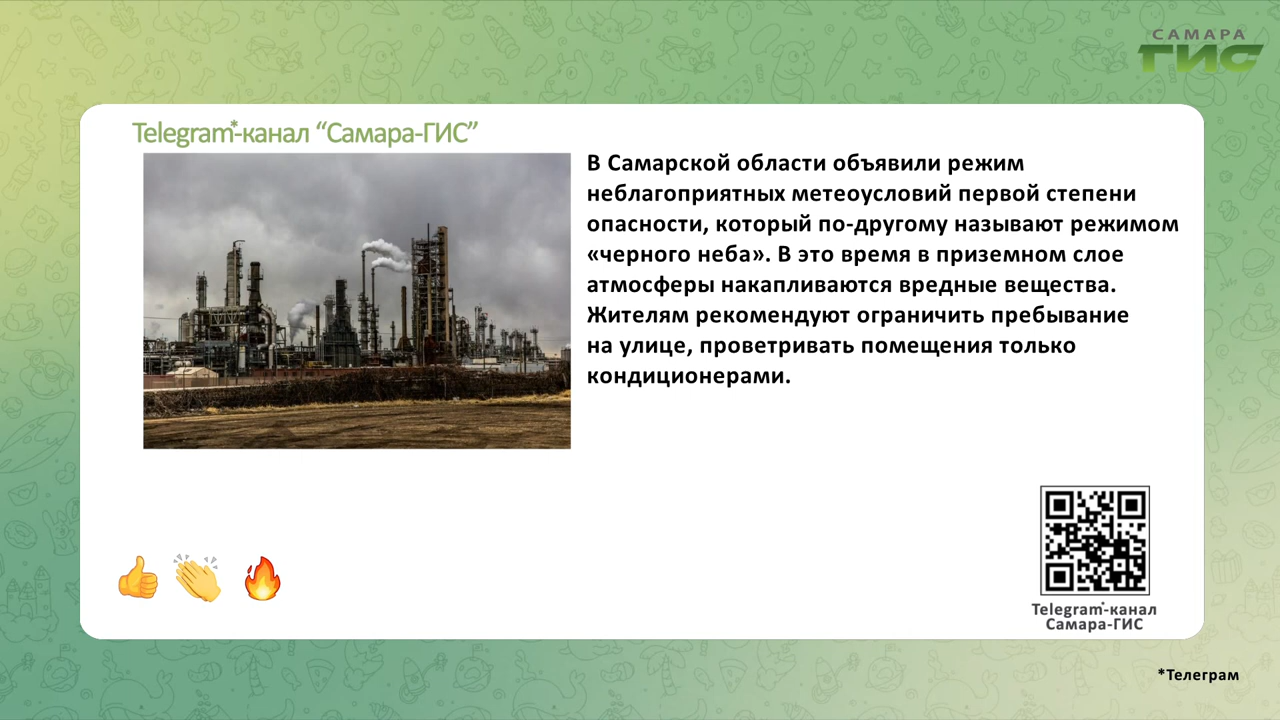 САМАРА
ГИС
Telegram*-канал “Самара-ГИС”
В Самарской области объявили режим
неблагоприятных метеоусловий первой степени
опасности, который по-другому называют режимом
«черного неба». В это время в приземном слое
атмосферы накапливаются вредные вещества.
Жителям рекомендуют ограничить пребывание
на улице, проветривать помещения только
кондиционерами.
Telegram*-канал
Самара-ГИС
*Телеграм